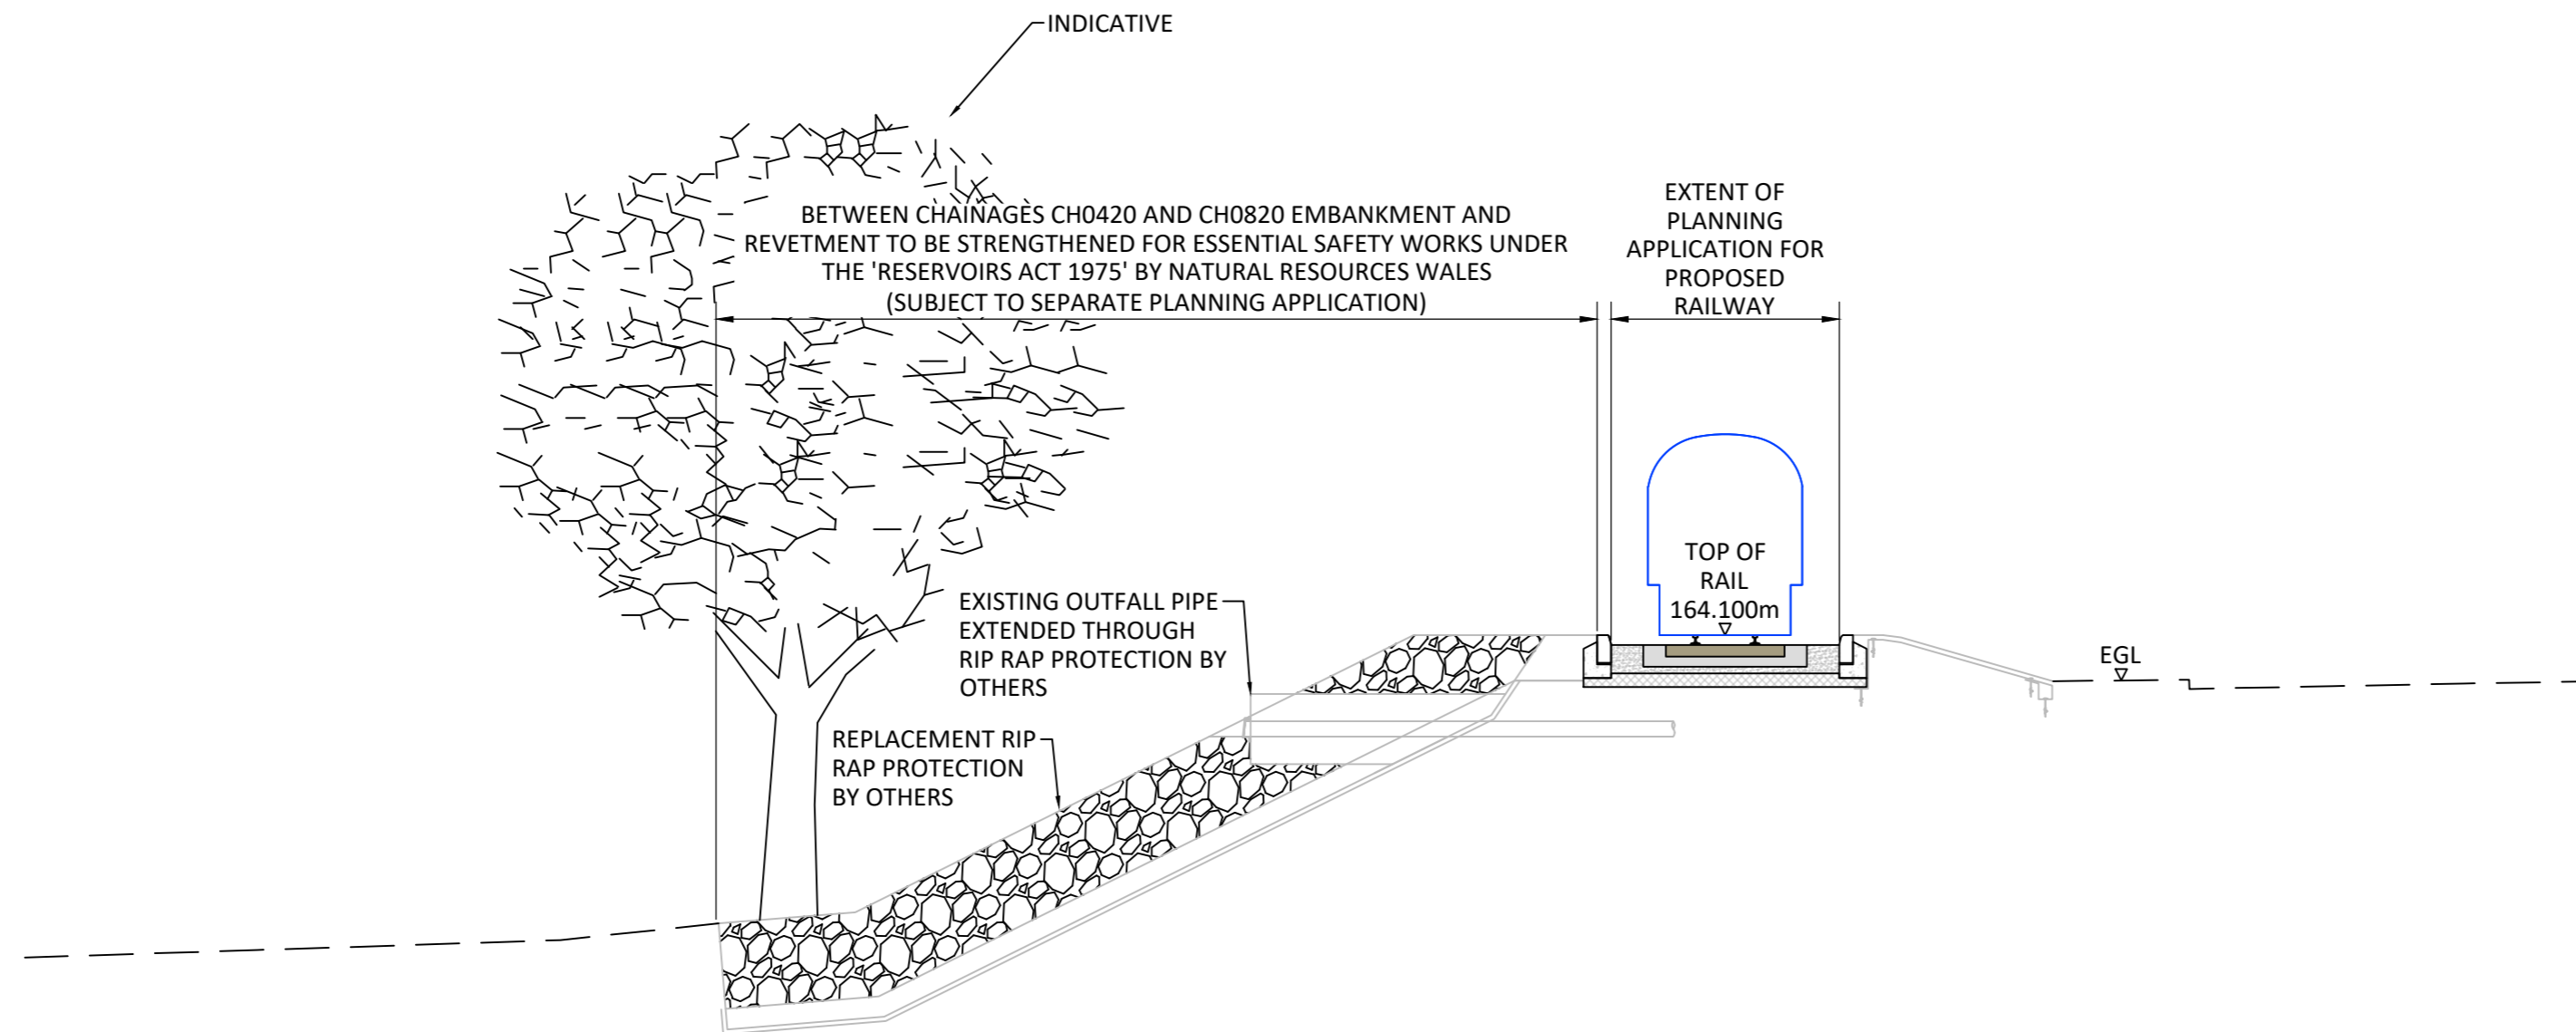 INDICATIVE
BETWEEN CHAINAGES CH0420 AND CH0820 EMBANKMENT AND
REVETMENT TO BE STRENGTHENED FOR ESSENTIAL SAFETY WORKS UNDER
THE 'RESERVOIRS ACT 1975' BY NATURAL RESOURCES WALES
(SUBJECT TO SEPARATE PLANNING APPLICATION)
EXTENT OF
PLANNING
APPLICATION FOR
PROPOSED
RAILWAY
TOP OF
RAIL
164.100m
EXISTING OUTFALL PIPE
EXTENDED THROUGH
RIP RAP PROTECTION BY
OTHERS
EGL
REPLACEMENT RIP
RAP PROTECTION
BY OTHERS